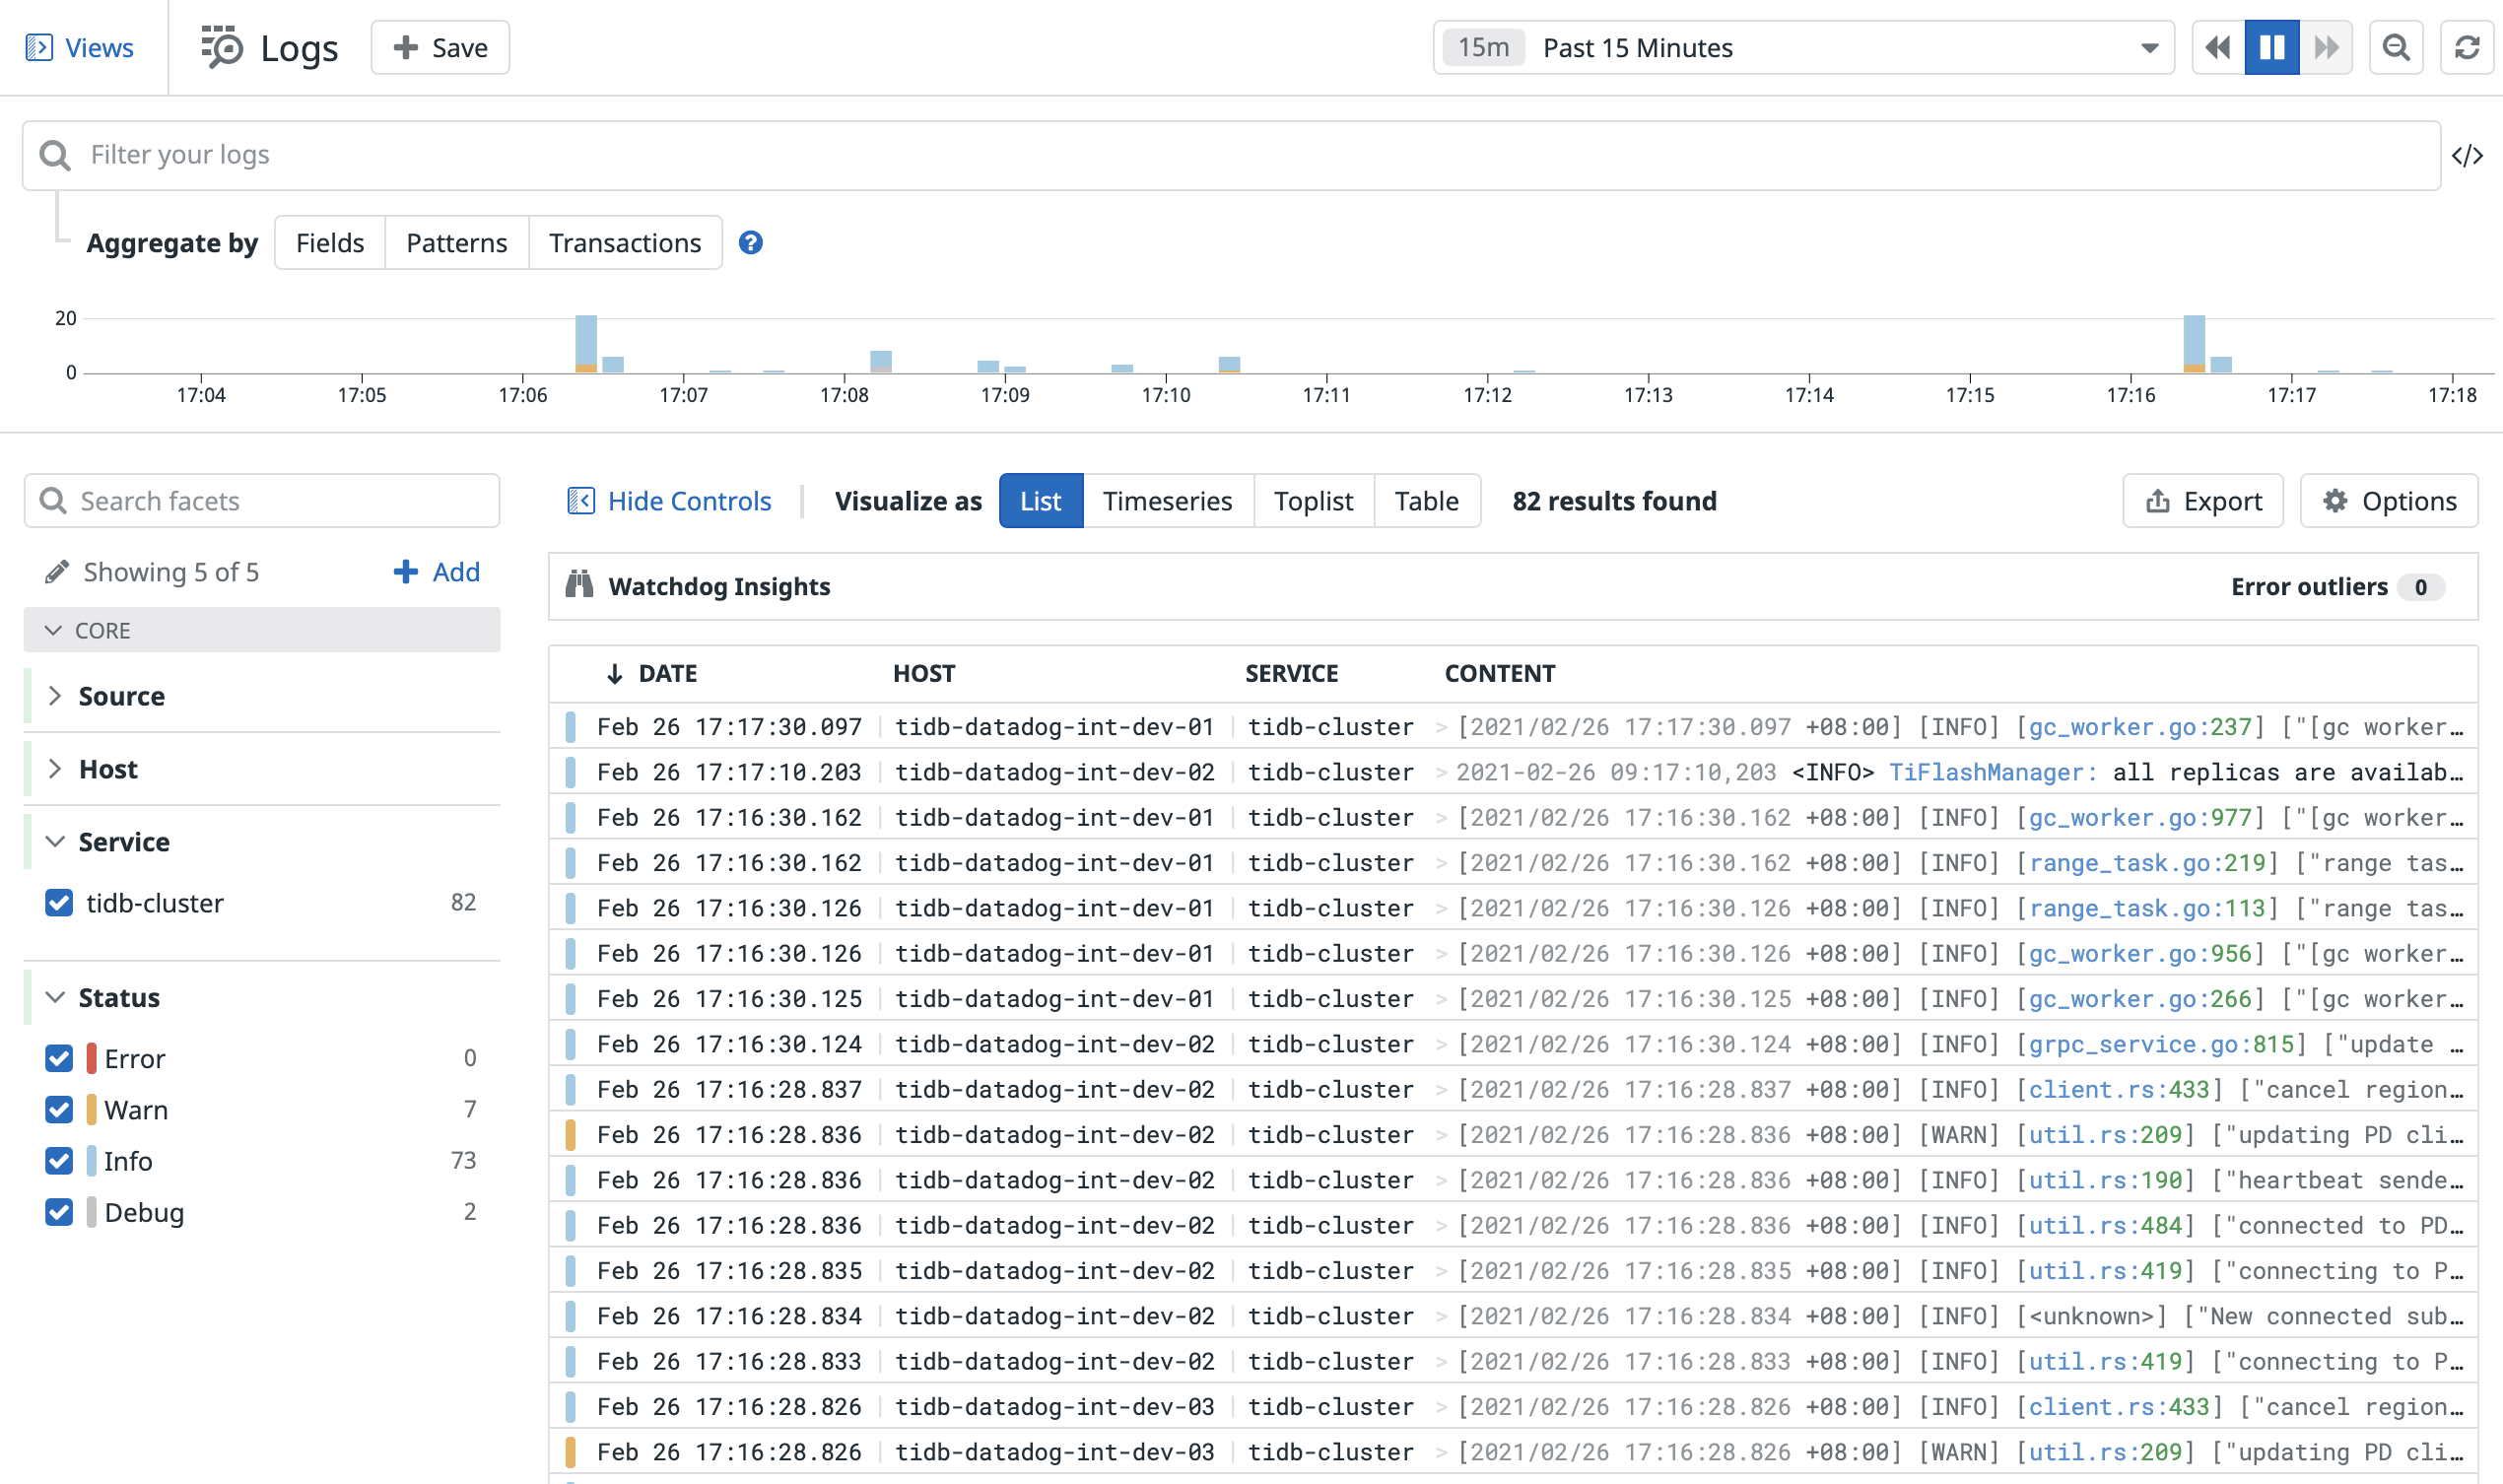 Views Logs Save 15m Past 15 Minutes
Filter your logs </>
Aggregate by Fields Patterns Transactions ?
20
0
17:04 17:05 17:06 17:07 17:08 17:09 17:10 17:11 17:12 17:13 17:14 17:15 17:16 17:17 17:18
Search facets
Showing 5 of 5 Add
CORE
Source
Host
Service
tidb-cluster 82
Status
Error 0
Warn 7
Info 73
Debug 2
Hide Controls Visualize as List Timeseries Toplist Table 82 results found Export Options
Watchdog Insights Error outliers 0
DATE HOST SERVICE CONTENT
Feb 26 17:17:30.097 tidb-datadog-int-dev-01 tidb-cluster > [2021/02/26 17:17:30.097 +08:00] [INFO] [gc_worker.go:237] ["[gc worker…
Feb 26 17:17:10.203 tidb-datadog-int-dev-02 tidb-cluster > 2021-02-26 09:17:10,203 <INFO> TiFlashManager: all replicas are availab…
Feb 26 17:16:30.162 tidb-datadog-int-dev-01 tidb-cluster > [2021/02/26 17:16:30.162 +08:00] [INFO] [gc_worker.go:977] ["[gc worker…
Feb 26 17:16:30.162 tidb-datadog-int-dev-01 tidb-cluster > [2021/02/26 17:16:30.162 +08:00] [INFO] [range_task.go:219] ["range tas…
Feb 26 17:16:30.126 tidb-datadog-int-dev-01 tidb-cluster > [2021/02/26 17:16:30.126 +08:00] [INFO] [range_task.go:113] ["range tas…
Feb 26 17:16:30.126 tidb-datadog-int-dev-01 tidb-cluster > [2021/02/26 17:16:30.126 +08:00] [INFO] [gc_worker.go:956] ["[gc worker…
Feb 26 17:16:30.125 tidb-datadog-int-dev-01 tidb-cluster > [2021/02/26 17:16:30.125 +08:00] [INFO] [gc_worker.go:266] ["[gc worker…
Feb 26 17:16:30.124 tidb-datadog-int-dev-02 tidb-cluster > [2021/02/26 17:16:30.124 +08:00] [INFO] [grpc_service.go:815] ["update …
Feb 26 17:16:28.837 tidb-datadog-int-dev-02 tidb-cluster > [2021/02/26 17:16:28.837 +08:00] [INFO] [client.rs:433] ["cancel region…
Feb 26 17:16:28.836 tidb-datadog-int-dev-02 tidb-cluster > [2021/02/26 17:16:28.836 +08:00] [WARN] [util.rs:209] ["updating PD cli…
Feb 26 17:16:28.836 tidb-datadog-int-dev-02 tidb-cluster > [2021/02/26 17:16:28.836 +08:00] [INFO] [util.rs:190] ["heartbeat sende…
Feb 26 17:16:28.836 tidb-datadog-int-dev-02 tidb-cluster > [2021/02/26 17:16:28.836 +08:00] [INFO] [util.rs:484] ["connected to PD…
Feb 26 17:16:28.835 tidb-datadog-int-dev-02 tidb-cluster > [2021/02/26 17:16:28.835 +08:00] [INFO] [util.rs:419] ["connecting to P…
Feb 26 17:16:28.834 tidb-datadog-int-dev-02 tidb-cluster > [2021/02/26 17:16:28.834 +08:00] [INFO] [<unknown>] ["New connected sub…
Feb 26 17:16:28.833 tidb-datadog-int-dev-02 tidb-cluster > [2021/02/26 17:16:28.833 +08:00] [INFO] [util.rs:419] ["connecting to P…
Feb 26 17:16:28.826 tidb-datadog-int-dev-03 tidb-cluster > [2021/02/26 17:16:28.826 +08:00] [INFO] [client.rs:433] ["cancel region…
Feb 26 17:16:28.826 tidb-datadog-int-dev-03 tidb-cluster > [2021/02/26 17:16:28.826 +08:00] [WARN] [util.rs:209] ["updating PD cli…